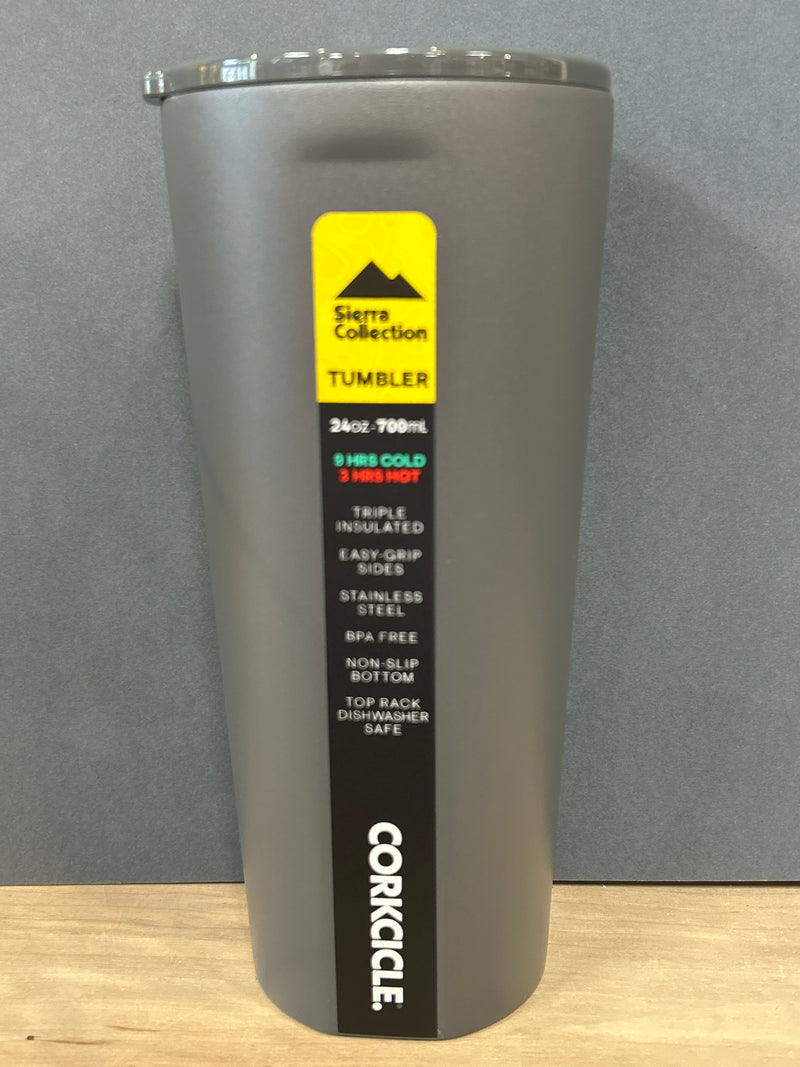 Sierra
Collection
TUMBLER
24oz-700mL
9 HRS COLD
3 HRS HOT
TRIPLE
INSULATED
EASY-GRIP
SIDES
STAINLESS
STEEL
BPA FREE
NON-SLIP
BOTTOM
TOP RACK
DISHWASHER
SAFE
CORKCICLE.